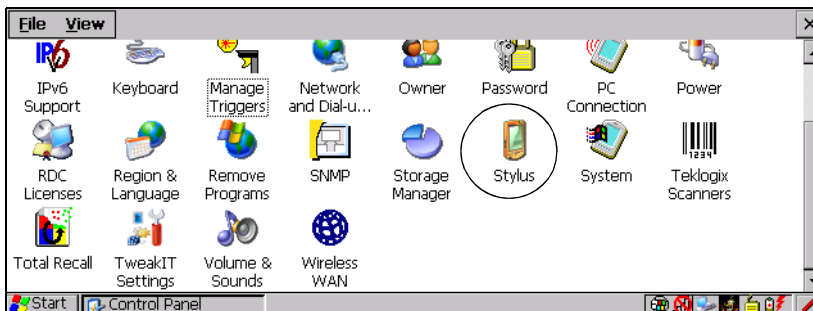 File View
IPv6 Support
Keyboard
Manage Triggers
Network and Dial-u...
Owner
Password
PC Connection
Power
RDC Licenses
Region & Language
Remove Programs
SNMP
Storage Manager
Stylus
System
1234
Teklogix Scanners
Total Recall
TweakIT Settings
Volume & Sounds
Wireless WAN
Start
Control Panel